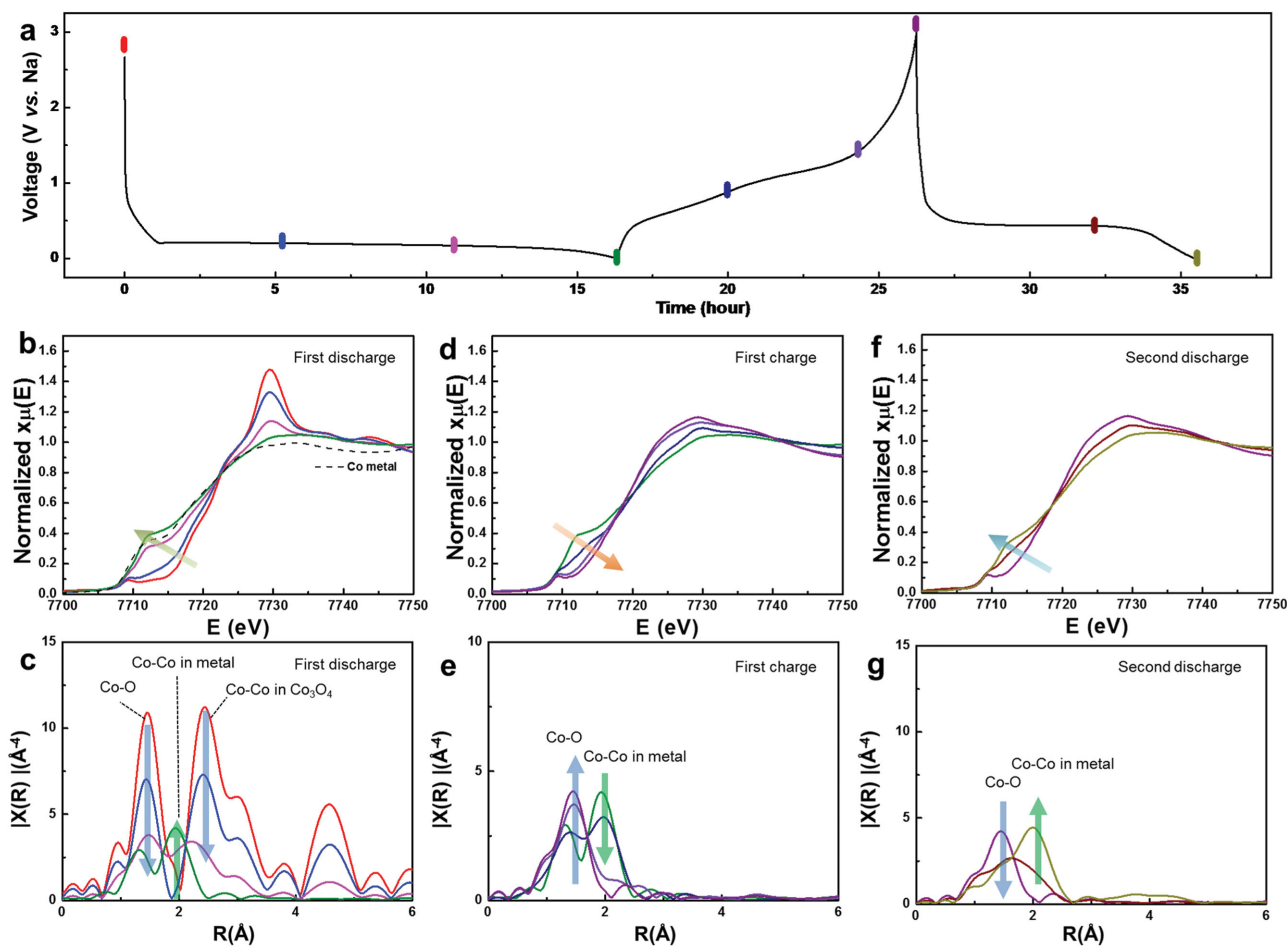 a
Voltage (V vs. Na)
3
2
1
0
0 5 10 15 20 25 30 35
Time (hour)
b
First discharge
Normalized xμ(E)
1.6
1.4
1.2
1.0
0.8
0.6
0.4
0.2
0.0
Co metal
7700 7710 7720 7730 7740 7750
E (eV)
d
First charge
Normalized xμ(E)
1.6
1.4
1.2
1.0
0.8
0.6
0.4
0.2
0.0
7700 7710 7720 7730 7740 7750
E (eV)
f
Second discharge
Normalized xμ(E)
1.6
1.4
1.2
1.0
0.8
0.6
0.4
0.2
0.0
7700 7710 7720 7730 7740 7750
E (eV)
c
First discharge
Co-Co in metal
Co-O
Co-Co in Co₃O₄
|X(R) |(Å⁻⁴)
15
10
5
0
0 2 4 6
R(Å)
e
First charge
Co-O
Co-Co in metal
|X(R) |(Å⁻⁴)
10
5
0
0 2 4 6
R(Å)
g
Second discharge
Co-Co in metal
Co-O
|X(R) |(Å⁻⁴)
15
10
5
0
0 2 4 6
R(Å)